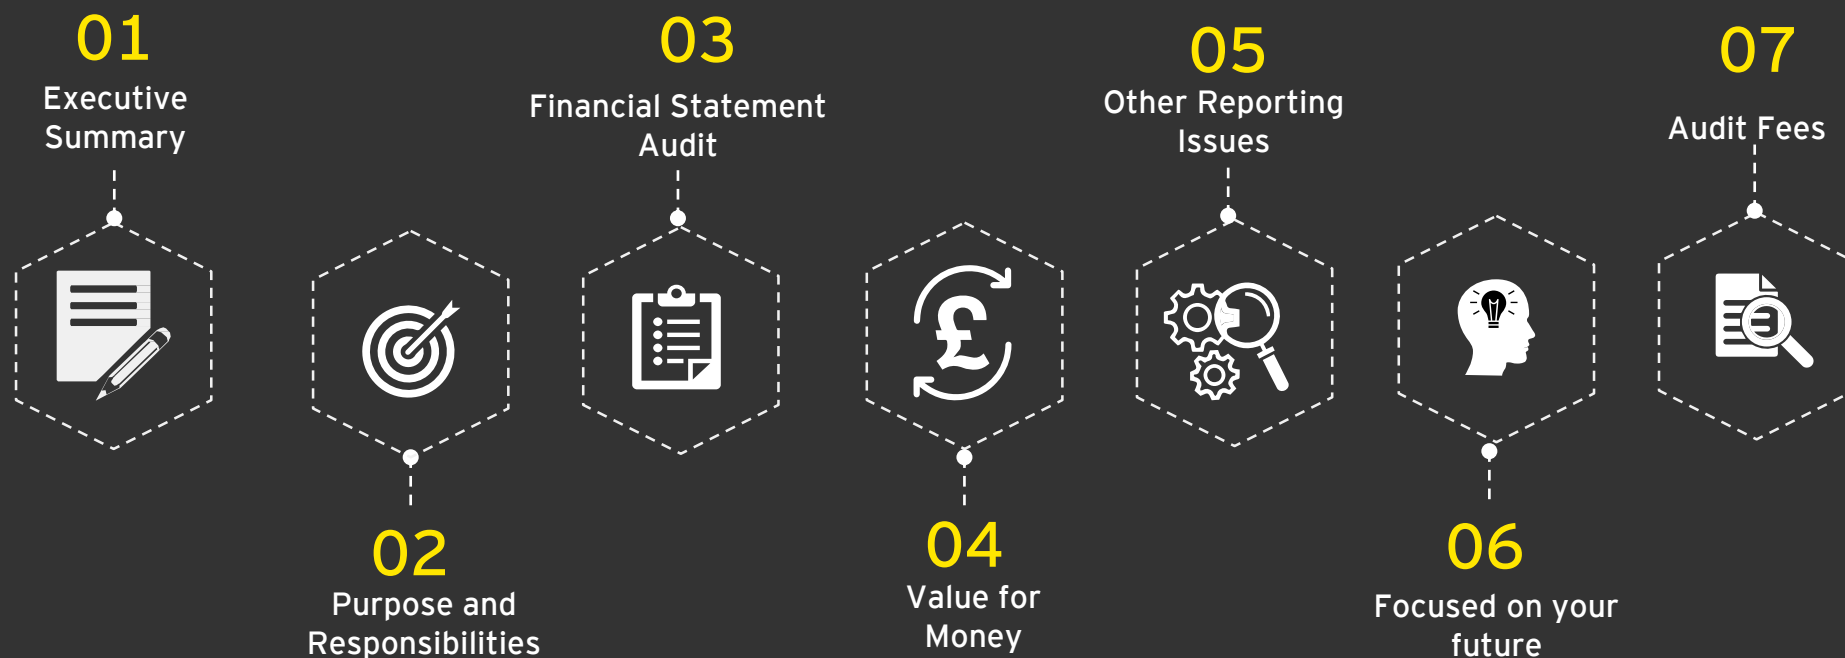 01
Executive
Summary
02
Purpose and
Responsibilities
03
Financial Statement
Audit
04
Value for
Money
05
Other Reporting
Issues
06
Focused on your
future
07
Audit Fees
£